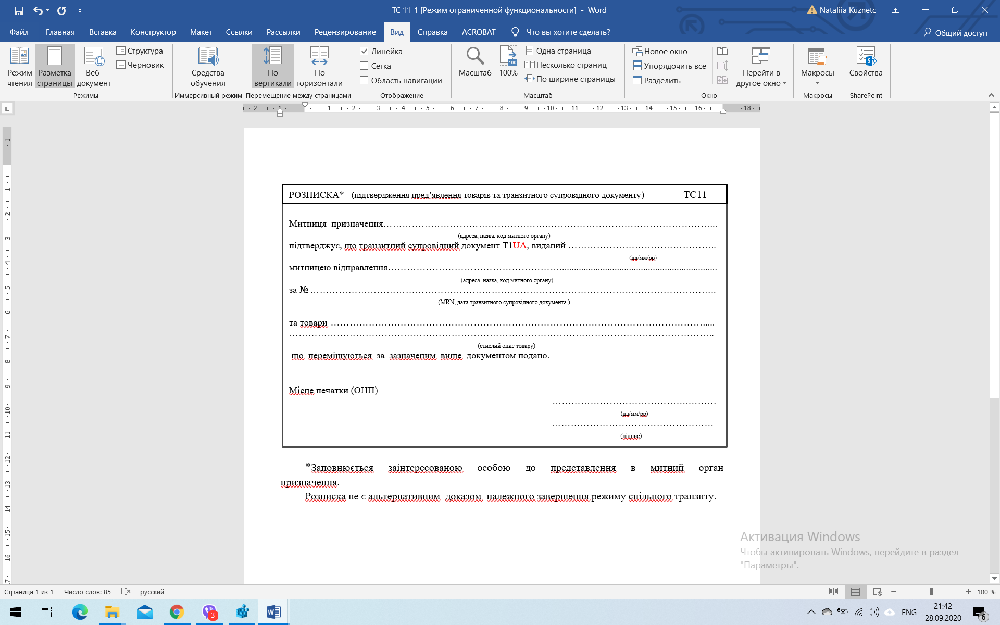 TC 11_1 [Режим ограниченной функциональности] - Word
Nataliia Kuznetc
Файл Главная Вставка Конструктор Макет Ссылки Рассылки Рецензирование Вид Справка ACROBAT Что вы хотите сделать? Общий доступ
Режим чтения
Разметка страницы
Веб-документ
Структура
Черновик
Режимы
Средства обучения
Иммерсивный режим
По вертикали
По горизонтали
Перемещение между страницами
Линейка
Сетка
Область навигации
Отображение
Масштаб
100
100%
Одна страница
Несколько страниц
По ширине страницы
Масштаб
Новое окно
Упорядочить все
Разделить
Перейти в другое окно
Окно
Макросы
Макросы
Свойства
SharePoint
2 1 1 2 3 4 5 6 7 8 9 10 11 12 13 14 15 16 18
1 1 2 3 4 5 6 7 8 9 10 11 12 13 14 15 16 17
РОЗПИСКА* (підтвердження пред’явлення товарів та транзитного супровідного документу) ТС11
Митниця призначення……………………………………………………………………………………...
(адреса, назва, код митного органу)
підтверджує, що транзитний супровідний документ Т1UA, виданий ……………………………………….
(дд/мм/рр)
митницею відправлення………………………………………………....................................................................
(адреса, назва, код митного органу)
за № ………………………………………………………………………………………………………………….
(MRN, дата транзитного супровідного документа )
та товари ………………………………………………………………………………………………………......
……………………………………………………………………………………………………………………..
(стислий опис товару)
що переміщуються за зазначеним вище документом подано.
Місце печатки (ОНП)
…………………………………….………
(дд/мм/рр)
……………………………………………
(підпис)
*Заповнюється заінтересованою особою до представлення в митний орган
призначення.
Розписка не є альтернативним доказом належного завершення режиму спільного транзиту.
Активация Windows
Чтобы активировать Windows, перейдите в раздел
"Параметры".
Страница 1 из 1 Число слов: 85 русский 100 %
3
ENG
21:42
28.09.2020
6